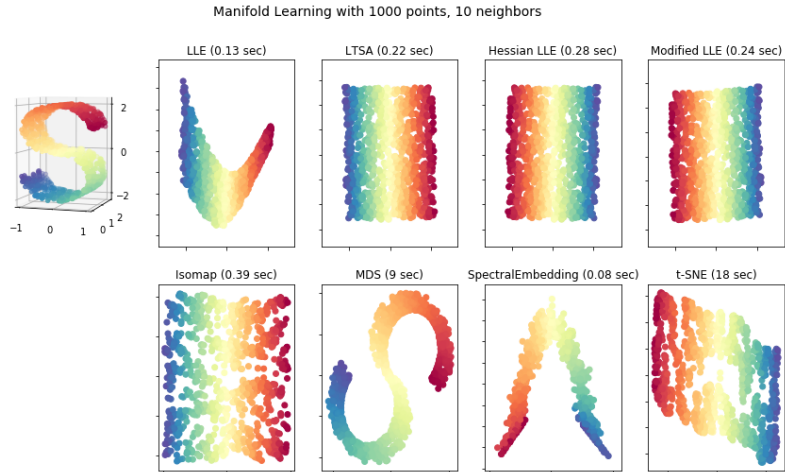 Manifold Learning with 1000 points, 10 neighbors
LLE (0.13 sec)
LTSA (0.22 sec)
Hessian LLE (0.28 sec)
Modified LLE (0.24 sec)
2
0
−2
−1
0
1
0
1
2
Isomap (0.39 sec)
MDS (9 sec)
SpectralEmbedding (0.08 sec)
t-SNE (18 sec)